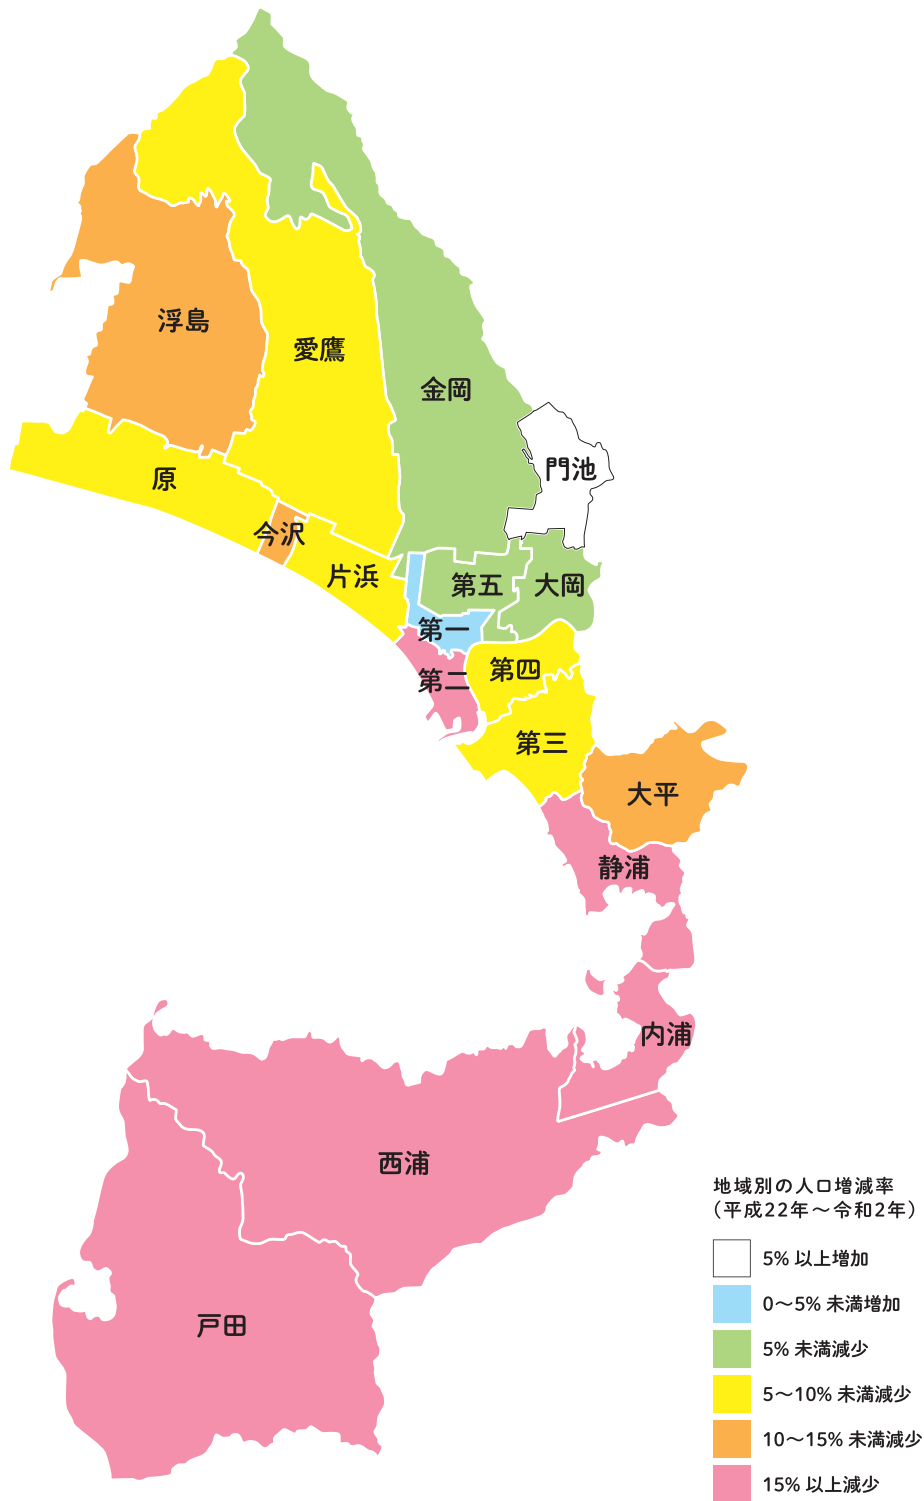 浮島
愛鷹
金岡
門池
原
今沢
片浜
第五
大岡
第一
第四
第二
第三
大平
静浦
内浦
西浦
戸田
地域別の人口増減率
（平成22年〜令和2年）
5% 以上増加
0〜5% 未満増加
5% 未満減少
5〜10% 未満減少
10〜15% 未満減少
15% 以上減少